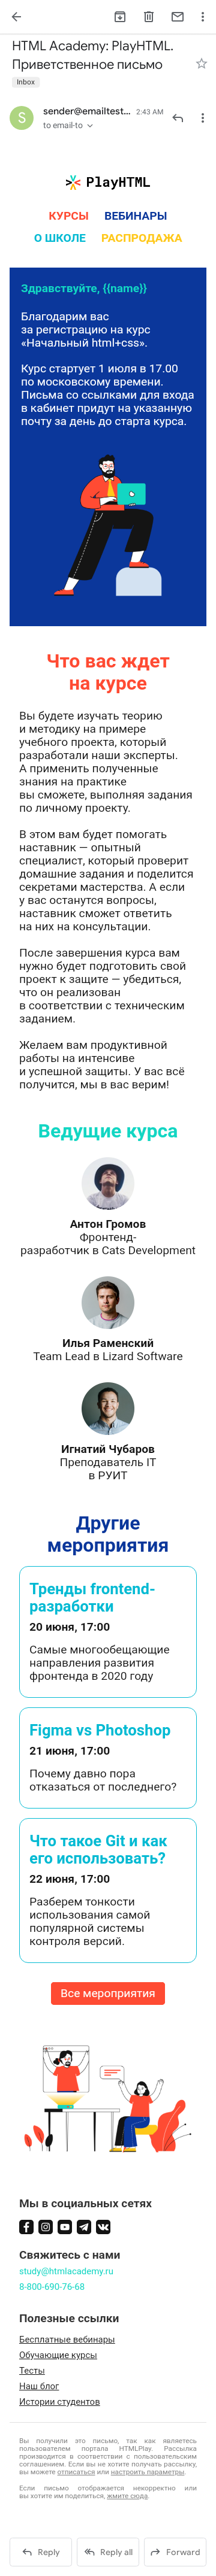 HTML Academy: PlayHTML.
Приветственное письмо
Inbox
S
sender@emailtest... 2:43 AM
to email-to
PlayHTML
КУРСЫ ВЕБИНАРЫ
О ШКОЛЕ РАСПРОДАЖА
Здравствуйте, {{name}}
Благодарим вас
за регистрацию на курс
«Начальный html+css».
Курс стартует 1 июля в 17.00
по московскому времени.
Письма со ссылками для входа
в кабинет придут на указанную
почту за день до старта курса.
Что вас ждет
на курсе
Вы будете изучать теорию
и методику на примере
учебного проекта, который
разработали наши эксперты.
А применить полученные
знания на практике
вы сможете, выполняя задания
по личному проекту.
В этом вам будет помогать
наставник — опытный
специалист, который проверит
домашние задания и поделится
секретами мастерства. А если
у вас останутся вопросы,
наставник сможет ответить
на них на консультации.
После завершения курса вам
нужно будет подготовить свой
проект к защите — убедиться,
что он реализован
в соответствии с техническим
заданием.
Желаем вам продуктивной
работы на интенсиве
и успешной защиты. У вас всё
получится, мы в вас верим!
Ведущие курса
Антон Громов
Фронтенд-
разработчик в Cats Development
Илья Раменский
Team Lead в Lizard Software
Игнатий Чубаров
Преподаватель IT
в РУИТ
Другие
мероприятия
Тренды frontend-
разработки
20 июня, 17:00
Самые многообещающие
направления развития
фронтенда в 2020 году
Figma vs Photoshop
21 июня, 17:00
Почему давно пора
отказаться от последнего?
Что такое Git и как
его использовать?
22 июня, 17:00
Разберем тонкости
использования самой
популярной системы
контроля версий.
Все мероприятия
Мы в социальных сетях
Свяжитесь с нами
study@htmlacademy.ru
8-800-690-76-68
Полезные ссылки
Бесплатные вебинары
Обучающие курсы
Тесты
Наш блог
Истории студентов
Вы получили это письмо, так как являетесь
пользователем портала HTMLPlay. Рассылка
производится в соответствии с пользовательским
соглашением. Если вы не хотите получать рассылку,
вы можете отписаться или настроить параметры.
Если письмо отображается некорректно или
вы хотите им поделиться, жмите сюда.
Reply Reply all Forward